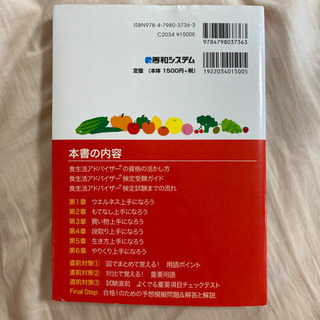 ISBN978-4-7980-3736-3
C2034 ¥1500E
秀和システム
定価(本体1500円+税)
9784798037363
1922034015005
本書の内容
食生活アドバイザー®の資格の活かし方
食生活アドバイザー®検定受験ガイド
食生活アドバイザー®検定試験までの流れ
第1章 ウエルネス上手になろう
第2章 もてなし上手になろう
第3章 買い物上手になろう
第4章 段取り上手になろう
第5章 生き方上手になろう
第6章 やりくり上手になろう
直前対策① 図でまとめて覚える! 用語ポイント
直前対策② 対比で覚える! 重要用語
直前対策③ 試験直前 よくでる重要項目チェックテスト
Final Step 合格!のための予想模擬問題&解答と解説